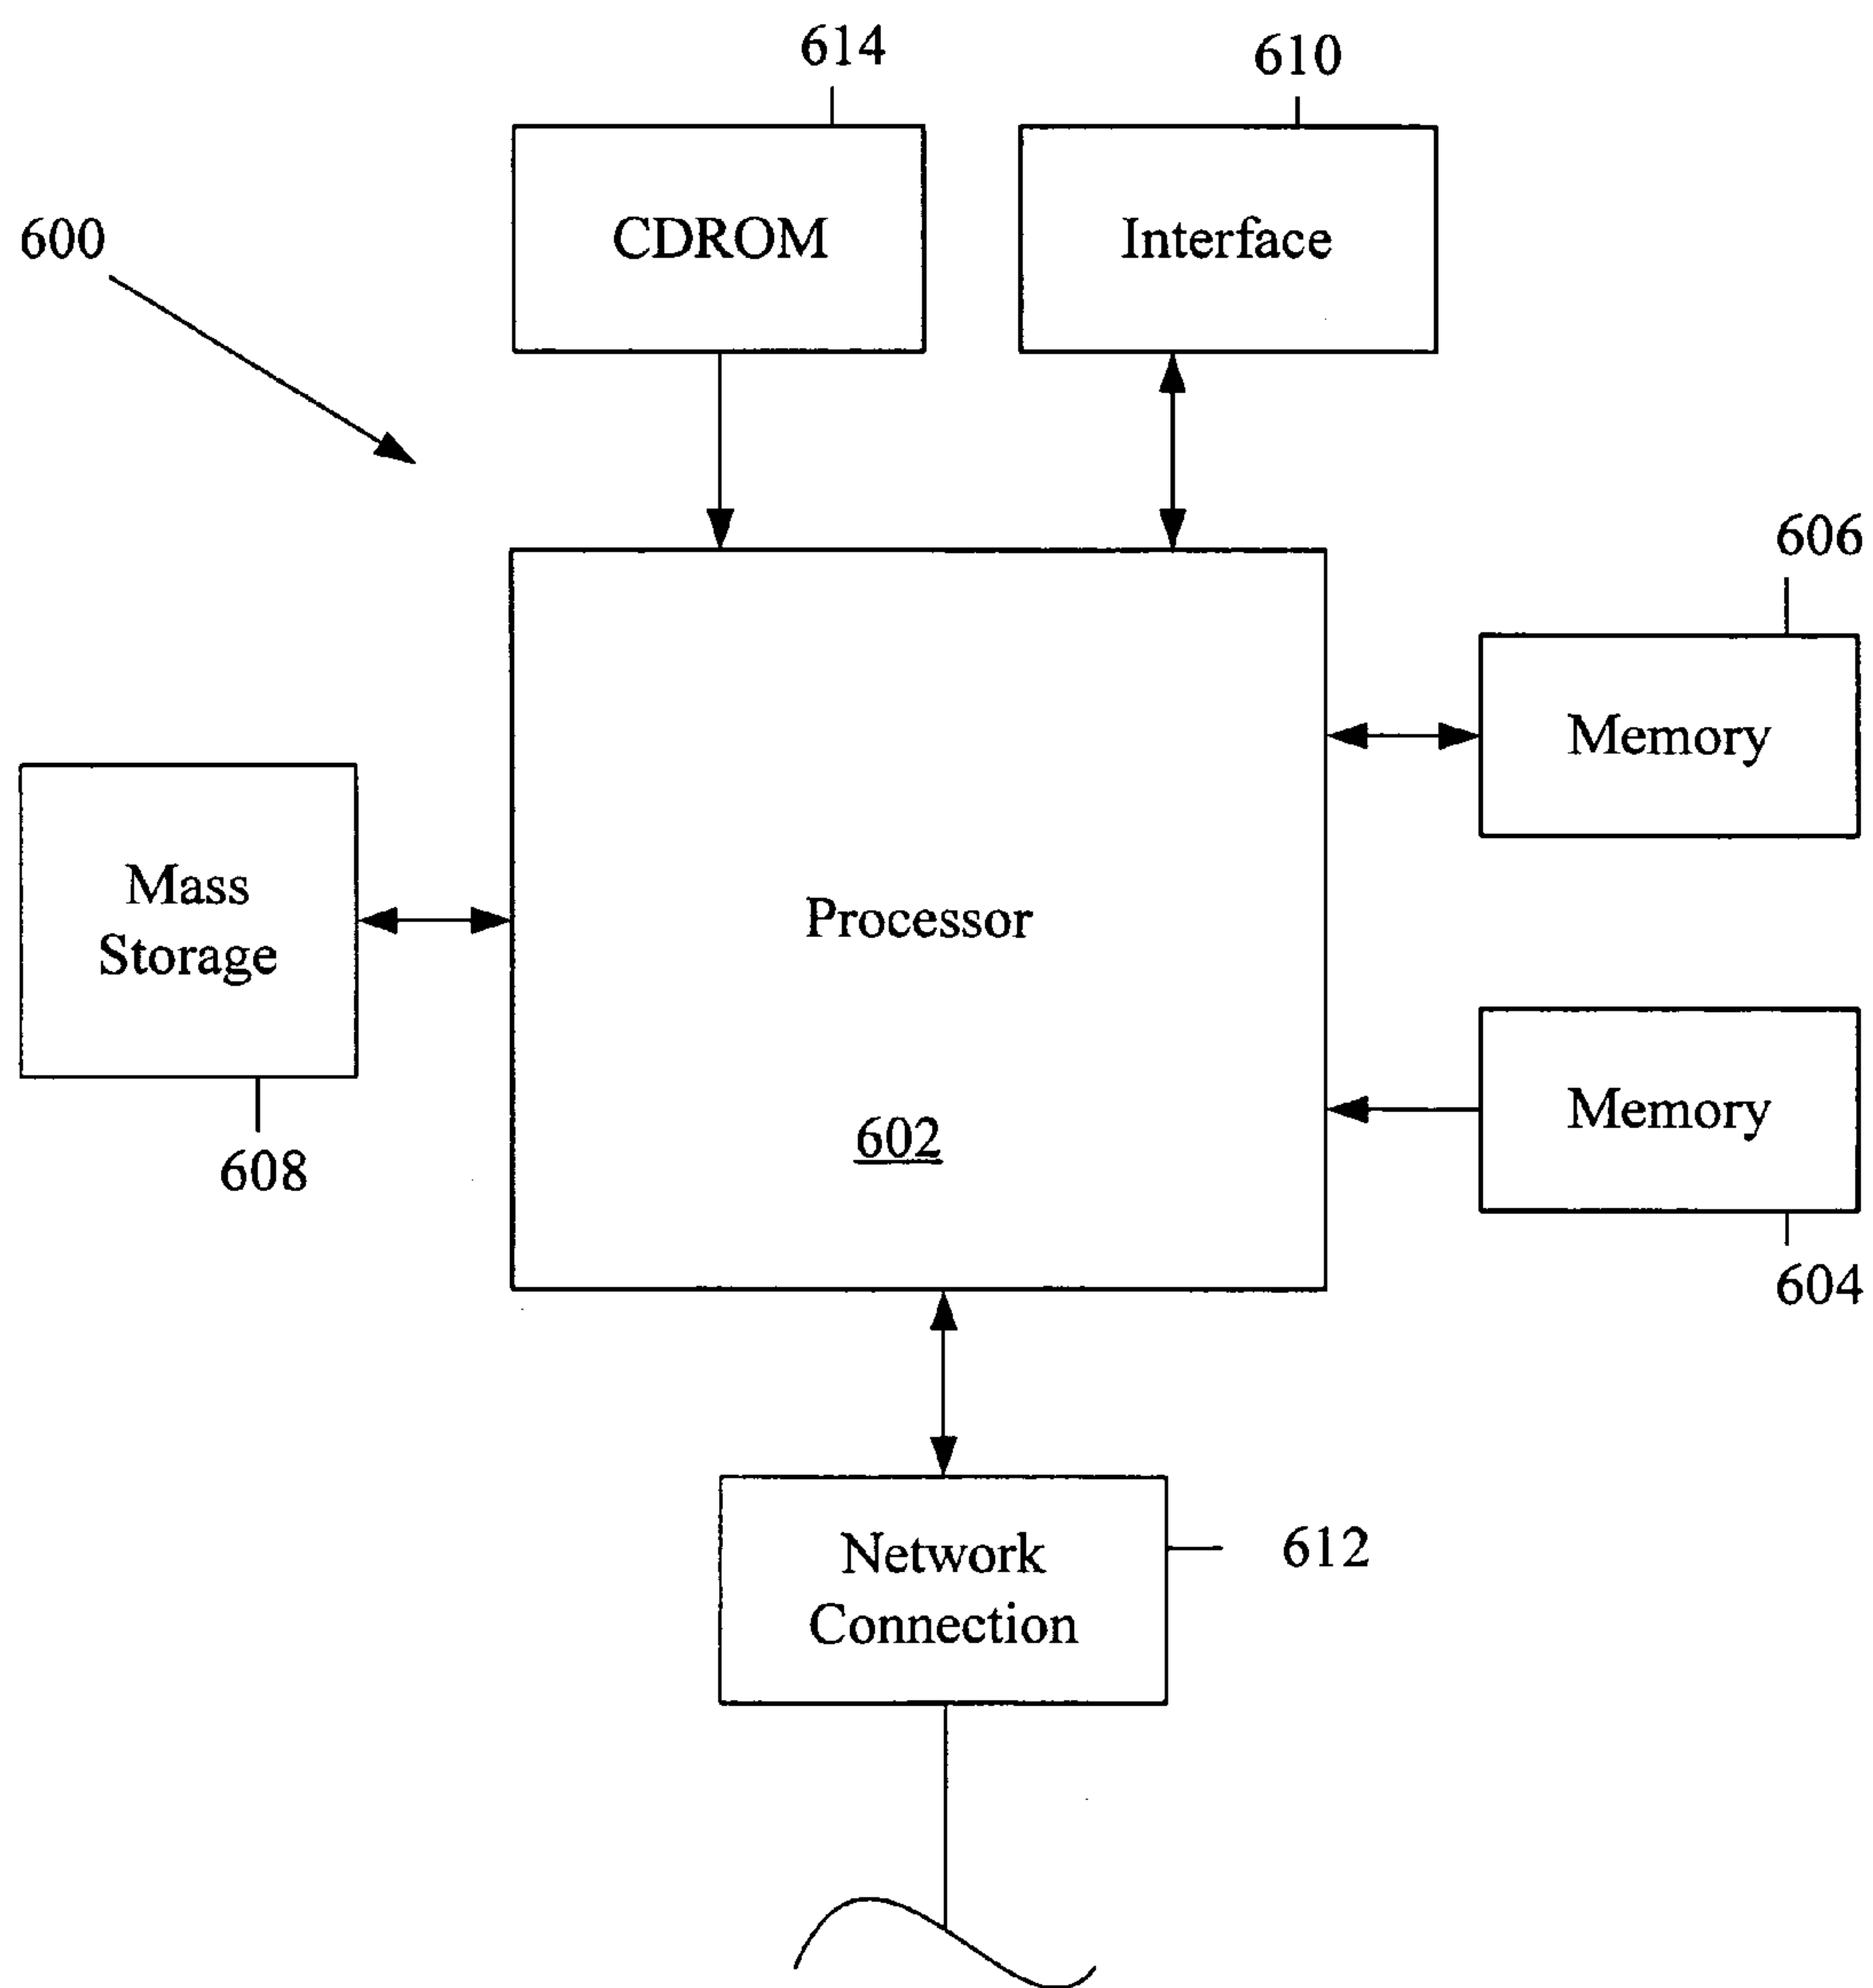 614
610
CDROM
Interface
600
606
Memory
Mass
Storage
Processor
Memory
602
608
604
Network
Connection
612